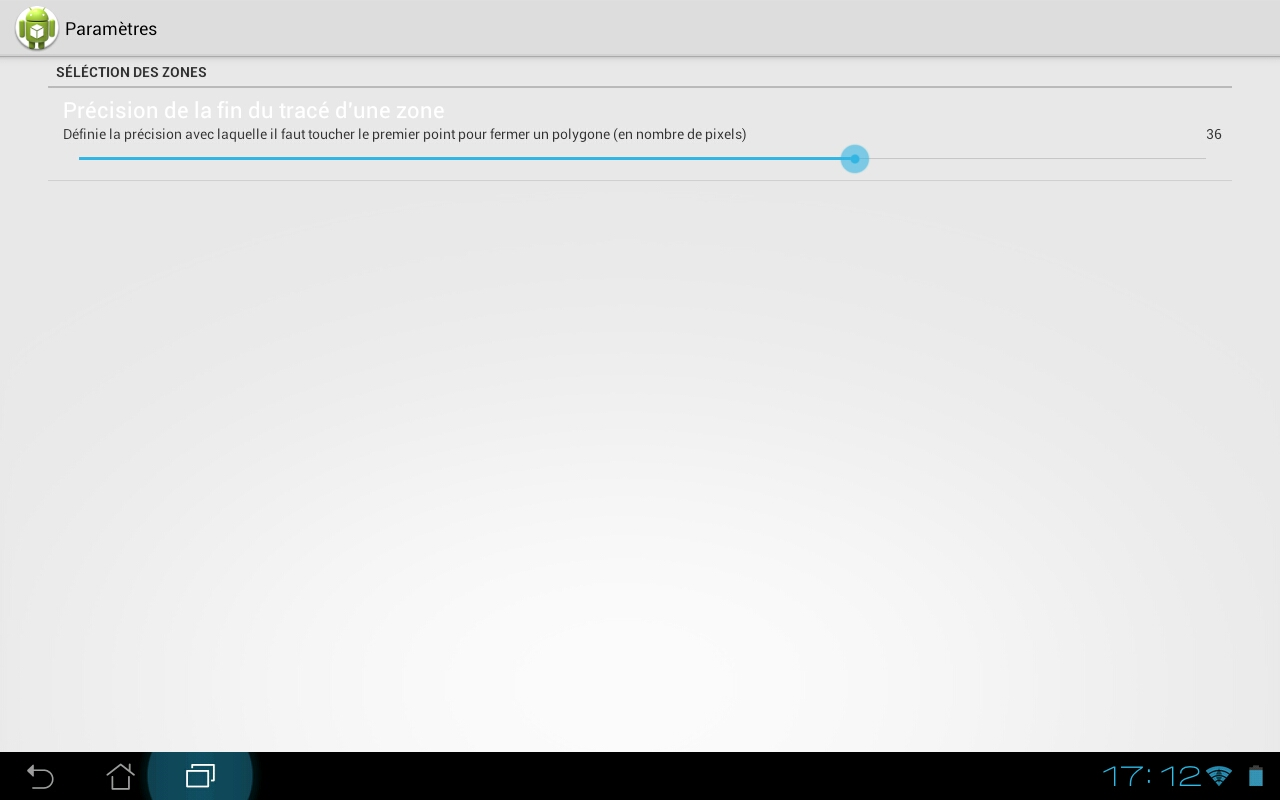 Paramètres
SÉLÉCTION DES ZONES
Précision de la fin du tracé d'une zone
Définie la précision avec laquelle il faut toucher le premier point pour fermer un polygone (en nombre de pixels) 36
17:12